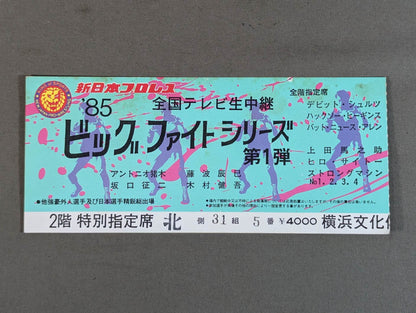 新日本プロレス
全階指定席
'85 全国テレビ生中継
ビッグファイトシリーズ
第1弾
デビット・シュルツ
ハックソー・ヒーギンス
バッドニュース・アレン
上田馬之助
ヒロ・サイトー
ストロングマシン
No.1.2.3.4
アントニオ猪木 藤波辰巳
坂口征二 木村健吾
●他強豪外人選手及び日本選手精鋭総出場
2階 特別指定席 北 側 31 組 5 番 ¥4000 横浜文化体